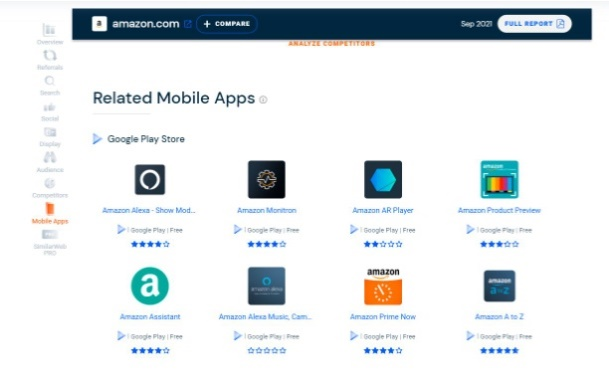 a amazon.com + COMPARE Sep 2021 FULL REPORT
ANALYZE COMPETITORS
Overview
Referrals
Search
Social
Display
Audience
Competitors
Mobile Apps
SimilarWeb
PRO
Related Mobile Apps
Google Play Store
Amazon Alexa - Show Mod... Amazon Monitron Amazon AR Player Amazon Product Preview
| Google Play | Free | Google Play | Free | Google Play | Free | Google Play | Free
a amazon alexa amazon amazon
a to z
Amazon Assistant Amazon Alexa Music, Cam... Amazon Prime Now Amazon A to Z
| Google Play | Free | Google Play | Free | Google Play | Free | Google Play | Free